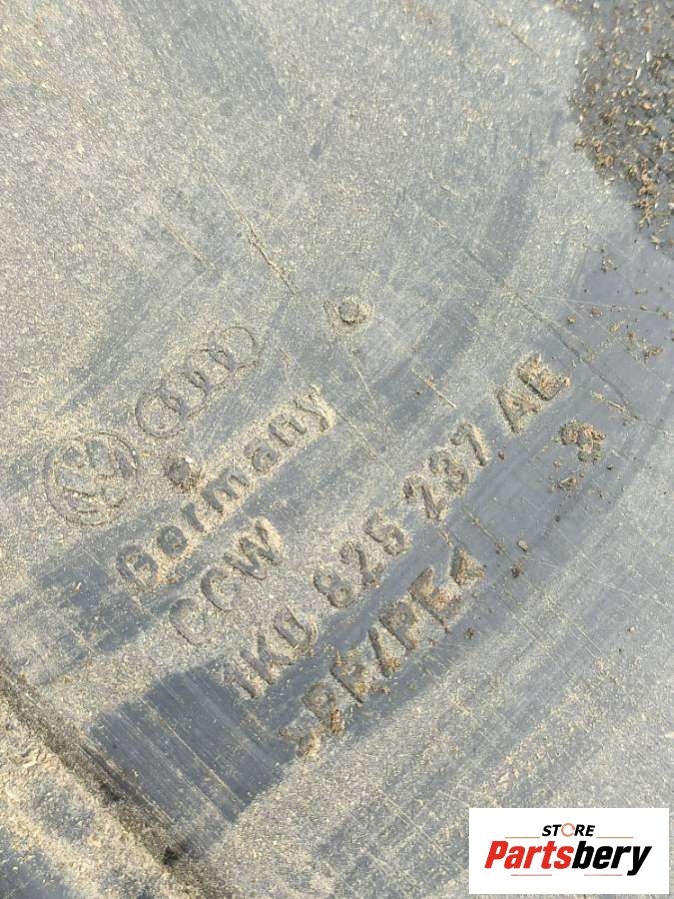 Germany
CCW
1K0 825 237 AE
>PP/PE<
STORE
Partsbery